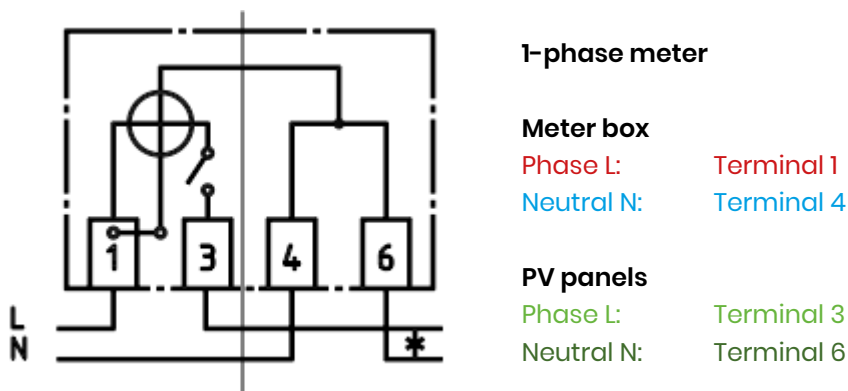 1 3 4 6
L
N
*
1-phase meter
Meter box
Phase L: Terminal 1
Neutral N: Terminal 4
PV panels
Phase L: Terminal 3
Neutral N: Terminal 6